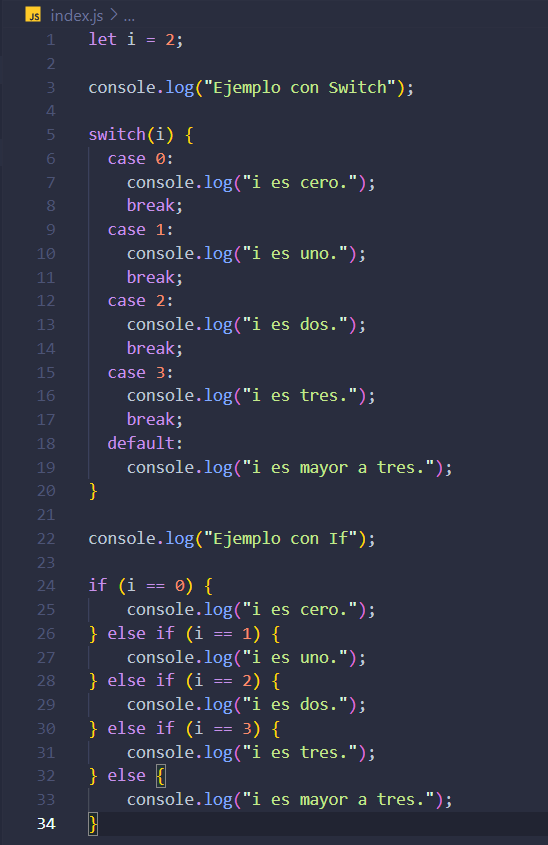 JS index.js > ...
1 let i = 2;
2
3 console.log("Ejemplo con Switch");
4
5 switch(i) {
6   case 0:
7     console.log("i es cero.");
8     break;
9   case 1:
10     console.log("i es uno.");
11     break;
12   case 2:
13     console.log("i es dos.");
14     break;
15   case 3:
16     console.log("i es tres.");
17     break;
18   default:
19     console.log("i es mayor a tres.");
20 }
21
22 console.log("Ejemplo con If");
23
24 if (i == 0) {
25     console.log("i es cero.");
26 } else if (i == 1) {
27     console.log("i es uno.");
28 } else if (i == 2) {
29     console.log("i es dos.");
30 } else if (i == 3) {
31     console.log("i es tres.");
32 } else {
33     console.log("i es mayor a tres.");
34 }